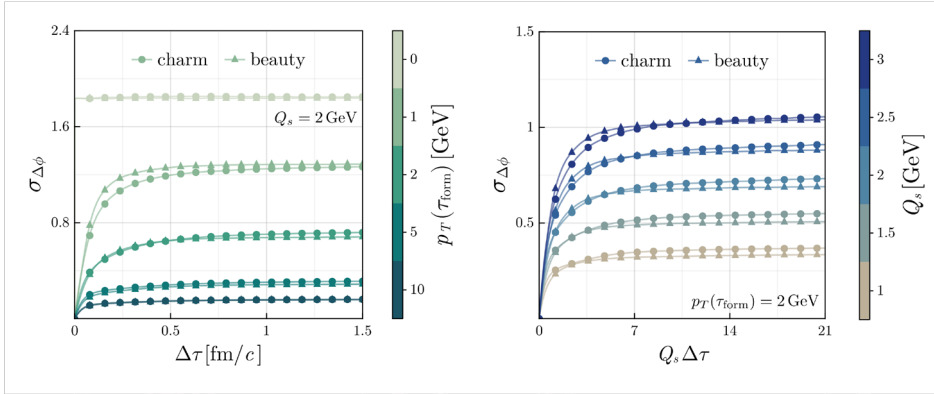 2.4
1.6
0.8
0
0.5
1
1.5
σ_Δϕ
Δτ [fm/c]
charm
beauty
Q_s = 2 GeV
0
1
2
5
10
p_T(τ_form) [GeV]
1.5
1
0.5
0
7
14
21
σ_Δϕ
Q_s Δτ
charm
beauty
p_T(τ_form) = 2 GeV
3
2.5
2
1.5
1
Q_s [GeV]